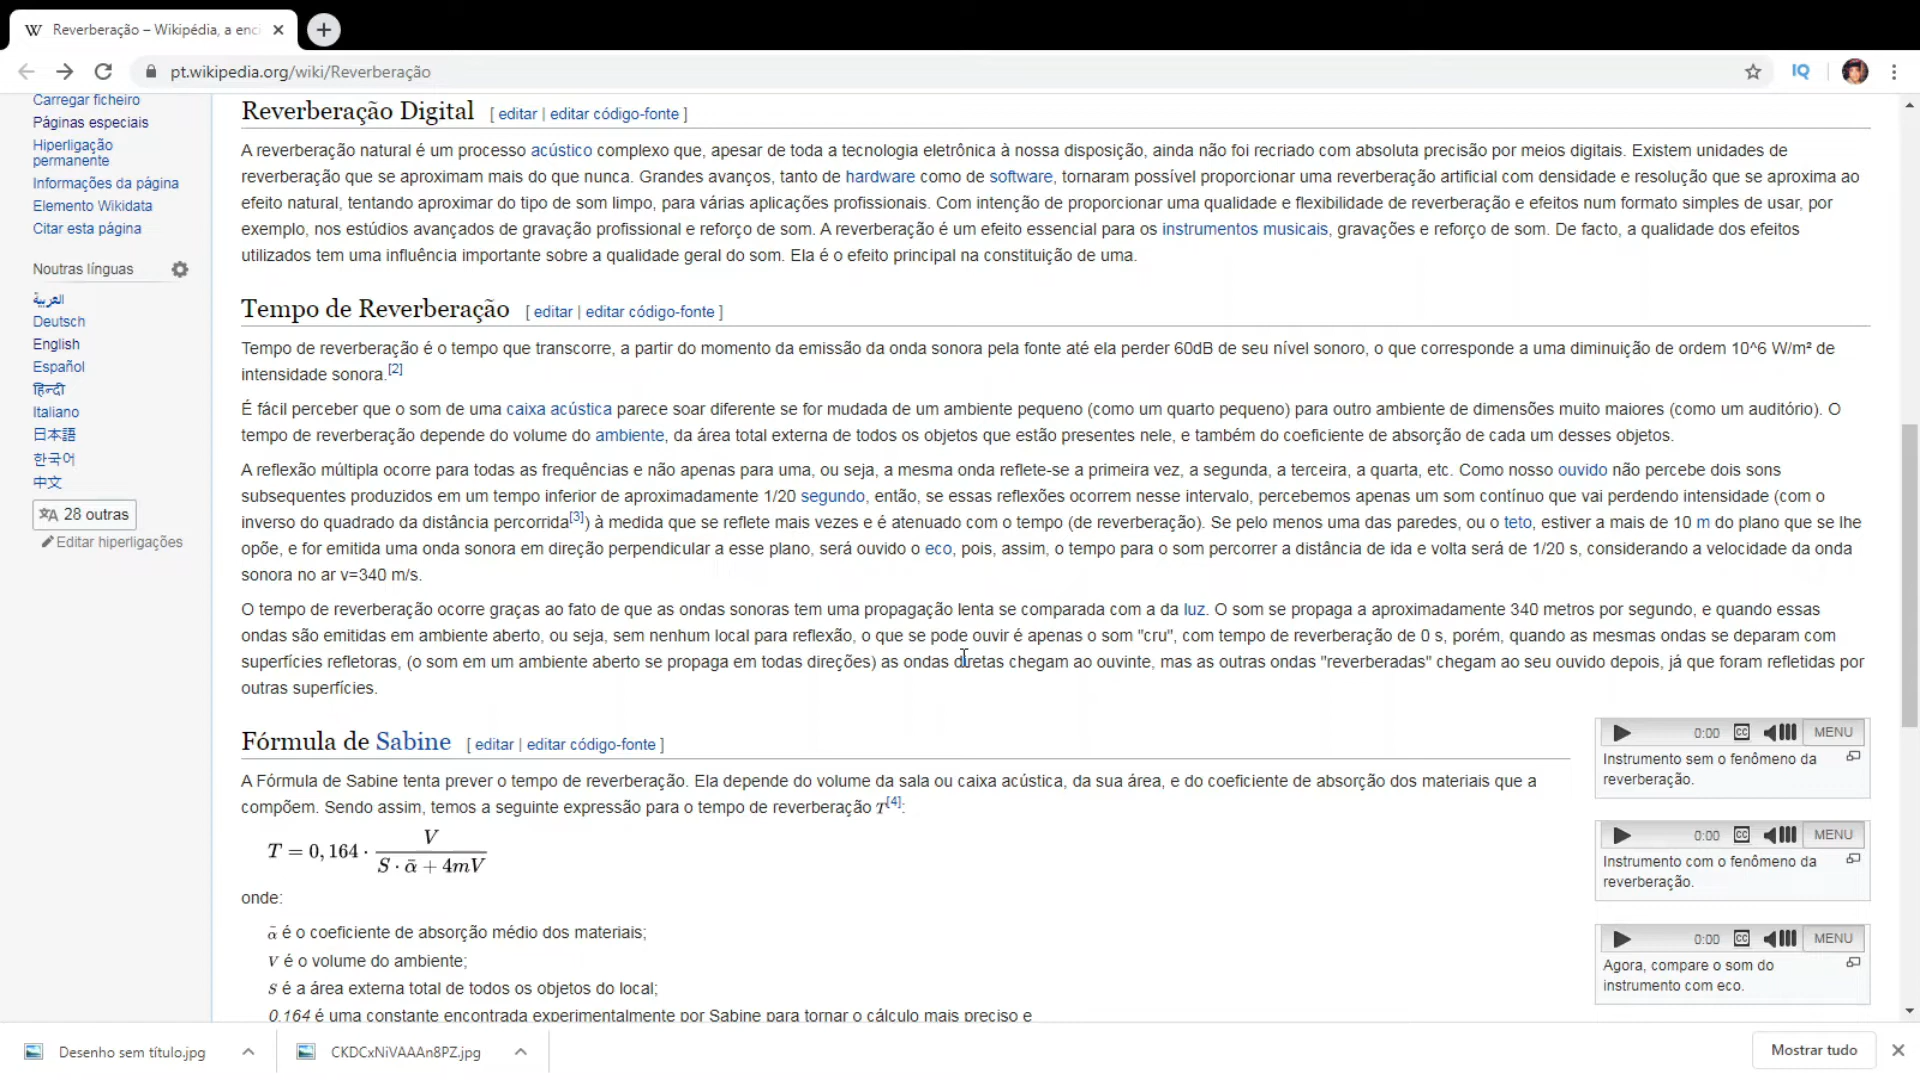 Reverberação – Wikipédia, a enci
pt.wikipedia.org/wiki/Reverberação
IQ
Carregar ficheiro
Páginas especiais
Hiperligação
permanente
Informações da página
Elemento Wikidata
Citar esta página
Noutras línguas
العربية
Deutsch
English
Español
हिन्दी
Italiano
日本語
한국어
中文
28 outras
Editar hiperligações
Reverberação Digital [ editar | editar código-fonte ]
A reverberação natural é um processo acústico complexo que, apesar de toda a tecnologia eletrônica à nossa disposição, ainda não foi recriado com absoluta precisão por meios digitais. Existem unidades de
reverberação que se aproximam mais do que nunca. Grandes avanços, tanto de hardware como de software, tornaram possível proporcionar uma reverberação artificial com densidade e resolução que se aproxima ao
efeito natural, tentando aproximar do tipo de som limpo, para várias aplicações profissionais. Com intenção de proporcionar uma qualidade e flexibilidade de reverberação e efeitos num formato simples de usar, por
exemplo, nos estúdios avançados de gravação profissional e reforço de som. A reverberação é um efeito essencial para os instrumentos musicais, gravações e reforço de som. De facto, a qualidade dos efeitos
utilizados tem uma influência importante sobre a qualidade geral do som. Ela é o efeito principal na constituição de uma.
Tempo de Reverberação [ editar | editar código-fonte ]
Tempo de reverberação é o tempo que transcorre, a partir do momento da emissão da onda sonora pela fonte até ela perder 60dB de seu nível sonoro, o que corresponde a uma diminuição de ordem 10^6 W/m² de
intensidade sonora.[2]
É fácil perceber que o som de uma caixa acústica parece soar diferente se for mudada de um ambiente pequeno (como um quarto pequeno) para outro ambiente de dimensões muito maiores (como um auditório). O
tempo de reverberação depende do volume do ambiente, da área total externa de todos os objetos que estão presentes nele, e também do coeficiente de absorção de cada um desses objetos.
A reflexão múltipla ocorre para todas as frequências e não apenas para uma, ou seja, a mesma onda reflete-se a primeira vez, a segunda, a terceira, a quarta, etc. Como nosso ouvido não percebe dois sons
subsequentes produzidos em um tempo inferior de aproximadamente 1/20 segundo, então, se essas reflexões ocorrem nesse intervalo, percebemos apenas um som contínuo que vai perdendo intensidade (com o
inverso do quadrado da distância percorrida[3]) à medida que se reflete mais vezes e é atenuado com o tempo (de reverberação). Se pelo menos uma das paredes, ou o teto, estiver a mais de 10 m do plano que se lhe
opõe, e for emitida uma onda sonora em direção perpendicular a esse plano, será ouvido o eco, pois, assim, o tempo para o som percorrer a distância de ida e volta será de 1/20 s, considerando a velocidade da onda
sonora no ar v=340 m/s.
O tempo de reverberação ocorre graças ao fato de que as ondas sonoras tem uma propagação lenta se comparada com a da luz. O som se propaga a aproximadamente 340 metros por segundo, e quando essas
ondas são emitidas em ambiente aberto, ou seja, sem nenhum local para reflexão, o que se pode ouvir é apenas o som "cru", com tempo de reverberação de 0 s, porém, quando as mesmas ondas se deparam com
superfícies refletoras, (o som em um ambiente aberto se propaga em todas direções) as ondas diretas chegam ao ouvinte, mas as outras ondas "reverberadas" chegam ao seu ouvido depois, já que foram refletidas por
outras superfícies.
Fórmula de Sabine [ editar | editar código-fonte ]
A Fórmula de Sabine tenta prever o tempo de reverberação. Ela depende do volume da sala ou caixa acústica, da sua área, e do coeficiente de absorção dos materiais que a
compõem. Sendo assim, temos a seguinte expressão para o tempo de reverberação T[4]:
T = 0,164 · V / (S · ᾱ + 4mV)
onde:
ᾱ é o coeficiente de absorção médio dos materiais;
V é o volume do ambiente;
S é a área externa total de todos os objetos do local;
0.164 é uma constante encontrada experimentalmente por Sabine para tornar o cálculo mais preciso e
0:00 CC MENU
Instrumento sem o fenômeno da
reverberação.
0:00 CC MENU
Instrumento com o fenômeno da
reverberação.
0:00 CC MENU
Agora, compare o som do
instrumento com eco.
Desenho sem título.jpg
CKDCxNiVAAAn8PZ.jpg
Mostrar tudo